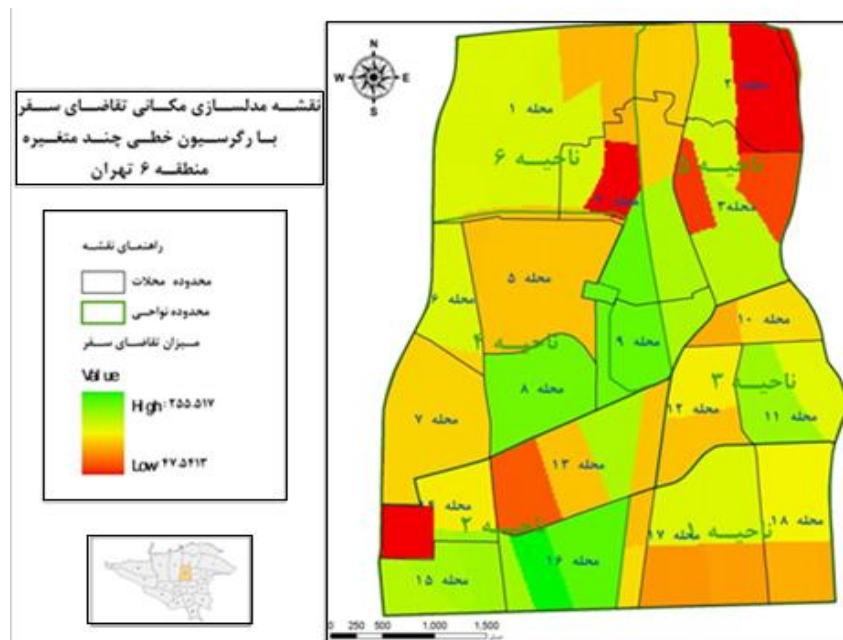 نقشه مدلسازی مکانی تقاضای سفر
با رگرسیون خطی چند متغیره
منطقه ۶ تهران
راهنمای نقشه
محدوده محلات
محدوده نواحی
میزان تقاضای سفر
Value
High : ۲۵۵.۵۱۷
Low ۴۷.۵۴۱۳
N
W E
S
محله ۱
ناحیه ۶
محله ۲
ناحیه ۵
محله ۳
محله ۶
محله ۵
ناحیه ۴
محله ۹
محله ۱۰
ناحیه ۳
محله ۸
محله ۷
محله ۱۲
محله ۱۱
محله ۱۳
ناحیه ۲
محله ۱۷
ناحیه ۱
محله ۱۸
محله ۱۶
محله ۱۵
0 250 500 1,000 1,500